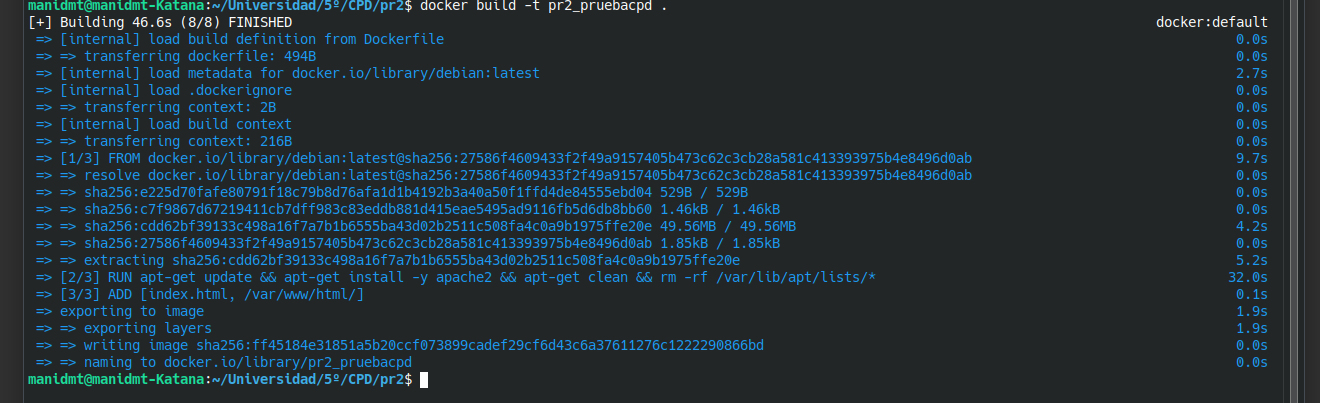 manidmt@manidmt-Katana:~/Universidad/5º/CPD/pr2$ docker build -t pr2_pruebacpd .
[+] Building 46.6s (8/8) FINISHED docker:default
=> [internal] load build definition from Dockerfile 0.0s
=> => transferring dockerfile: 494B 0.0s
=> [internal] load metadata for docker.io/library/debian:latest 2.7s
=> [internal] load .dockerignore 0.0s
=> => transferring context: 2B 0.0s
=> [internal] load build context 0.0s
=> => transferring context: 216B 0.0s
=> [1/3] FROM docker.io/library/debian:latest@sha256:27586f4609433f2f49a9157405b473c62c3cb28a581c413393975b4e8496d0ab 9.7s
=> => resolve docker.io/library/debian:latest@sha256:27586f4609433f2f49a9157405b473c62c3cb28a581c413393975b4e8496d0ab 0.0s
=> => sha256:e225d70fafe80791f18c79b8d76afa1d1b4192b3a40a50f1ffd4de84555ebd04 529B / 529B 0.0s
=> => sha256:c7f9867d67219411cb7dff983c83eddb881d415eae5495ad9116fb5d6db8bb60 1.46kB / 1.46kB 0.0s
=> => sha256:cdd62bf39133c498a16f7a7b1b6555ba43d02b2511c508fa4c0a9b1975ffe20e 49.56MB / 49.56MB 4.2s
=> => sha256:27586f4609433f2f49a9157405b473c62c3cb28a581c413393975b4e8496d0ab 1.85kB / 1.85kB 0.0s
=> => extracting sha256:cdd62bf39133c498a16f7a7b1b6555ba43d02b2511c508fa4c0a9b1975ffe20e 5.2s
=> [2/3] RUN apt-get update && apt-get install -y apache2 && apt-get clean && rm -rf /var/lib/apt/lists/* 32.0s
=> [3/3] ADD [index.html, /var/www/html/] 0.1s
=> exporting to image 1.9s
=> => exporting layers 1.9s
=> => writing image sha256:ff45184e31851a5b20ccf073899cadef29cf6d43c6a37611276c1222290866bd 0.0s
=> => naming to docker.io/library/pr2_pruebacpd 0.0s
manidmt@manidmt-Katana:~/Universidad/5º/CPD/pr2$